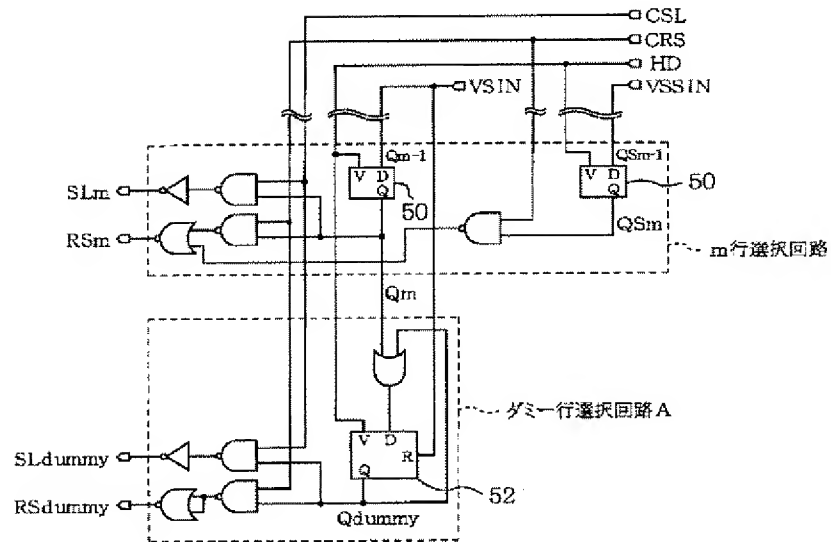 CSL
CRS
HD
VSIN
VSSIN
Qm-1
QSm-1
V D
Q
50
V D
Q
50
SLm
RSm
QSm
m行選択回路
Qm
ダミー行選択回路A
V D
R
Q
52
SLdummy
RSdummy
Qdummy